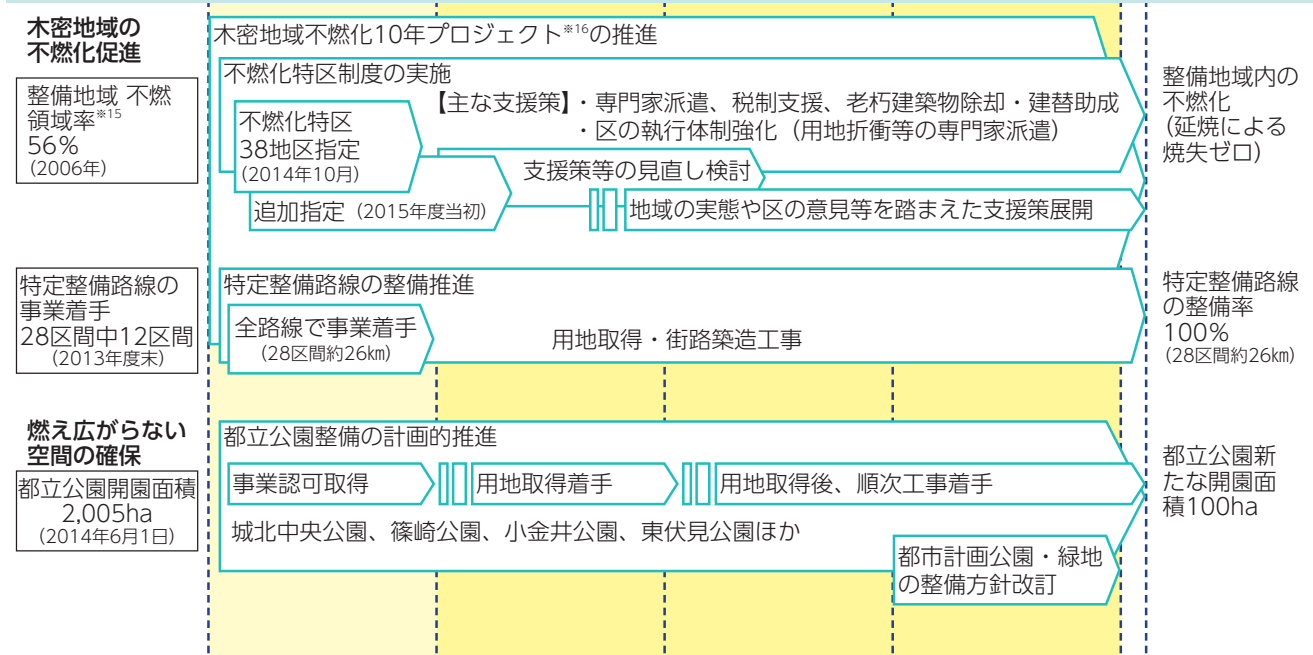 木密地域の
不燃化促進
整備地域 不燃
領域率※15
56%
(2006年)
木密地域不燃化10年プロジェクト※16の推進
不燃化特区制度の実施
【主な支援策】・専門家派遣、税制支援、老朽建築物除却・建替助成
・区の執行体制強化（用地折衝等の専門家派遣）
不燃化特区
38地区指定
(2014年10月)
支援策等の見直し検討
追加指定（2015年度当初）
地域の実態や区の意見等を踏まえた支援策展開
整備地域内の
不燃化
(延焼による
焼失ゼロ)
特定整備路線の
事業着手
28区間中12区間
(2013年度末)
特定整備路線の整備推進
全路線で事業着手
(28区間約26㎞)
用地取得・街路築造工事
特定整備路線
の整備率
100%
(28区間約26㎞)
燃え広がらない
空間の確保
都立公園開園面積
2,005ha
(2014年6月1日)
都立公園整備の計画的推進
事業認可取得
用地取得着手
用地取得後、順次工事着手
城北中央公園、篠崎公園、小金井公園、東伏見公園ほか
都市計画公園・緑地
の整備方針改訂
都立公園新
たな開園面
積100ha